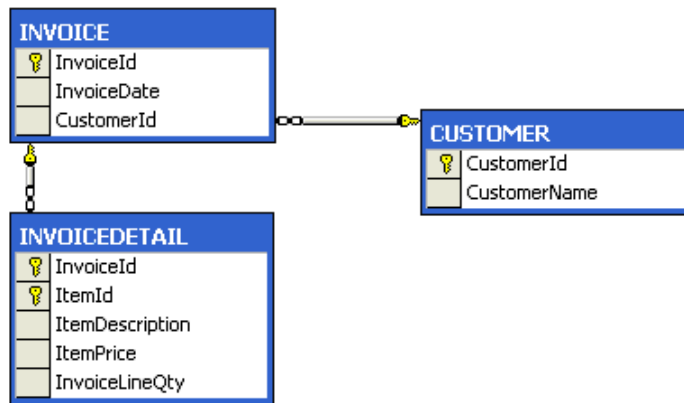 INVOICE
InvoiceId
InvoiceDate
CustomerId
CUSTOMER
CustomerId
CustomerName
INVOICEDETAIL
InvoiceId
ItemId
ItemDescription
ItemPrice
InvoiceLineQty